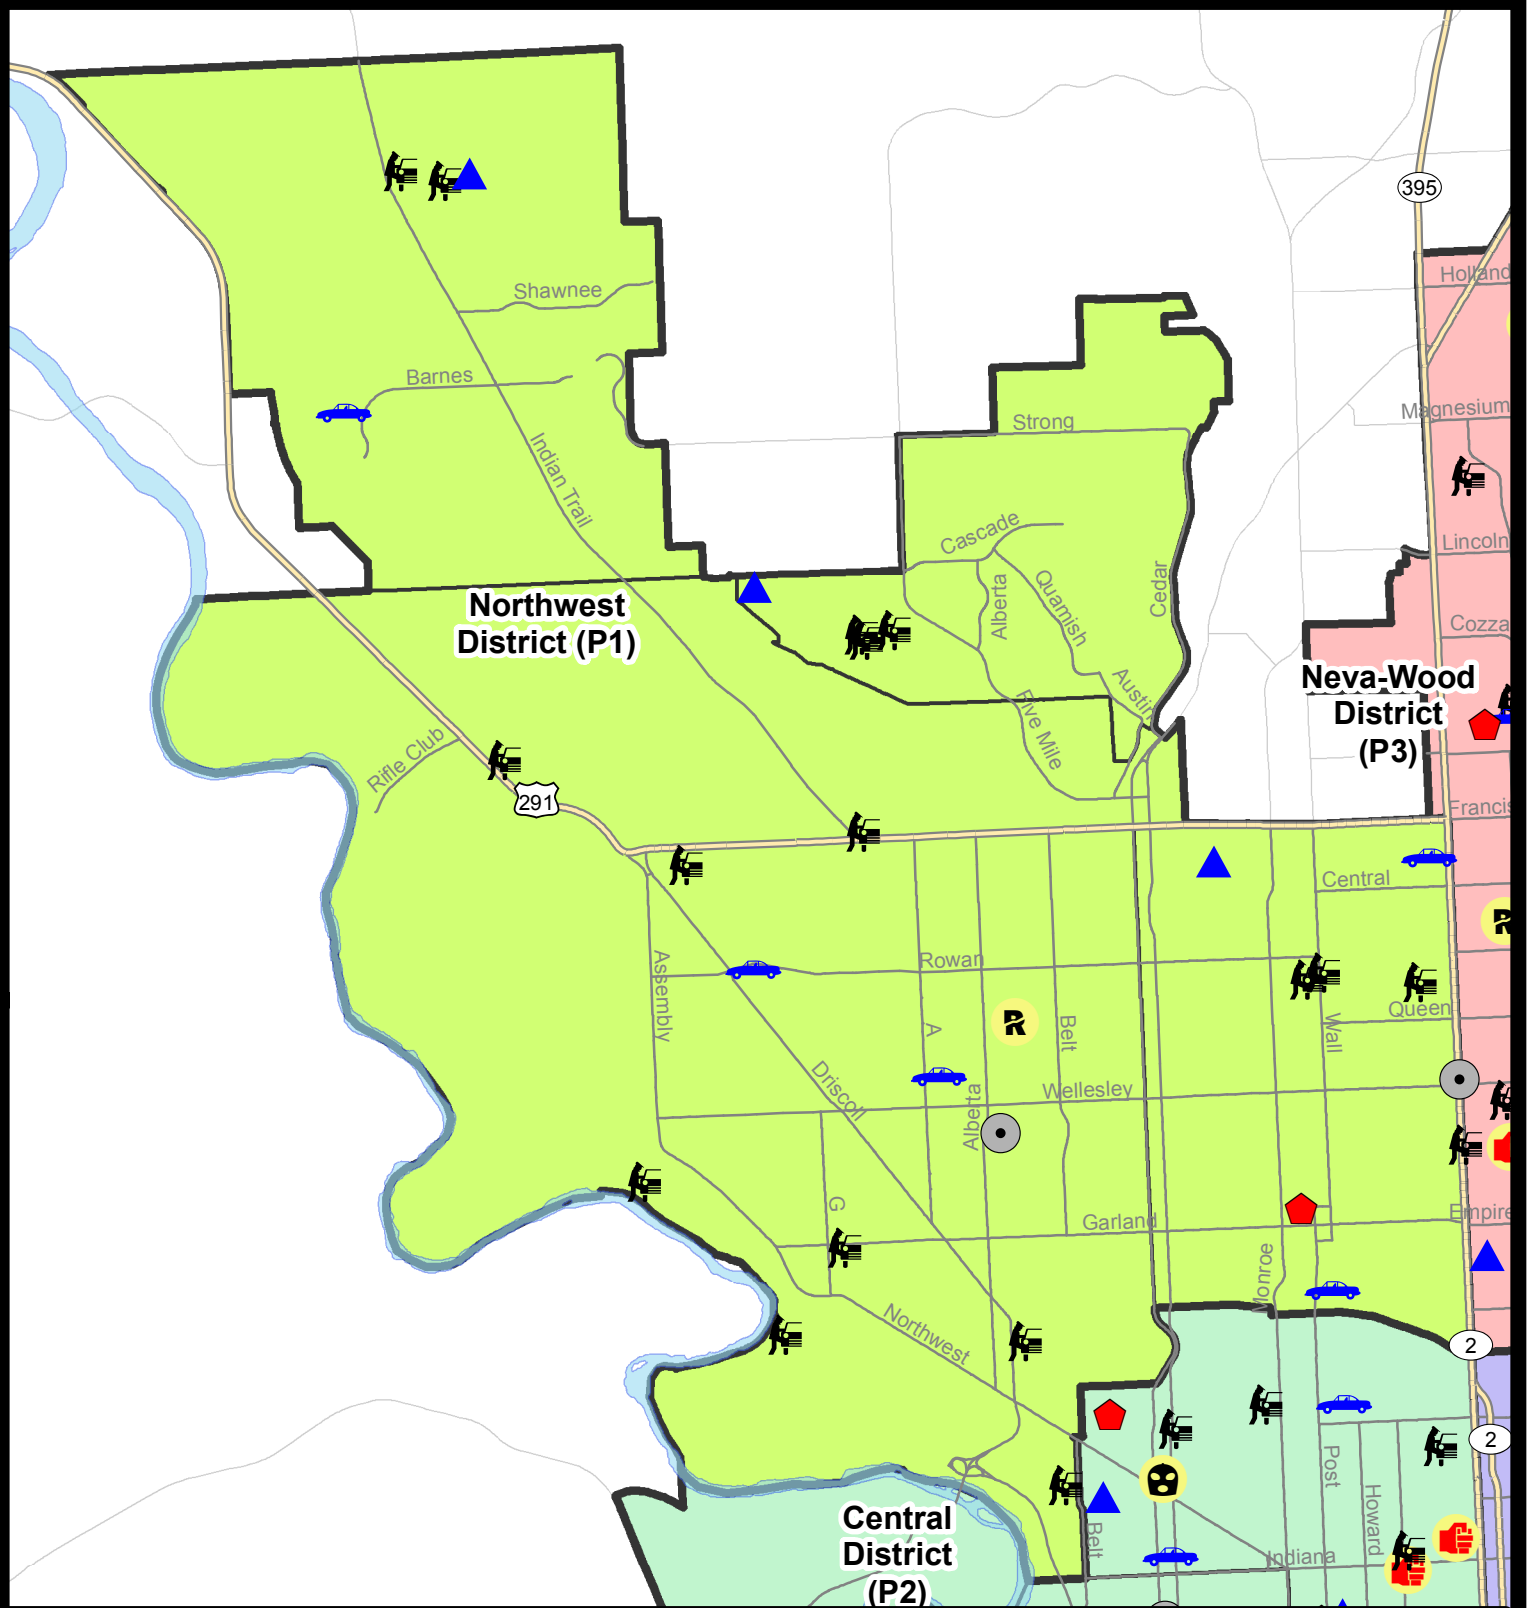 395
Holland
Shawnee
Barnes
Magnesium
Strong
Indian Trail
Cascade
Lincoln
Alberta
Quamish
Cedar
Northwest
District (P1)
Cozza
Neva-Wood
District
(P3)
Austin
Five Mile
Rifle Club
291
Francis
Central
Rowan
Assembly
A
Belt
Queen
Wall
R
R
Driscoll
Wellesley
Alberta
G
Garland
Empire
Monroe
Northwest
2
2
Post
Howard
Central
District
(P2)
Belt
Indiana